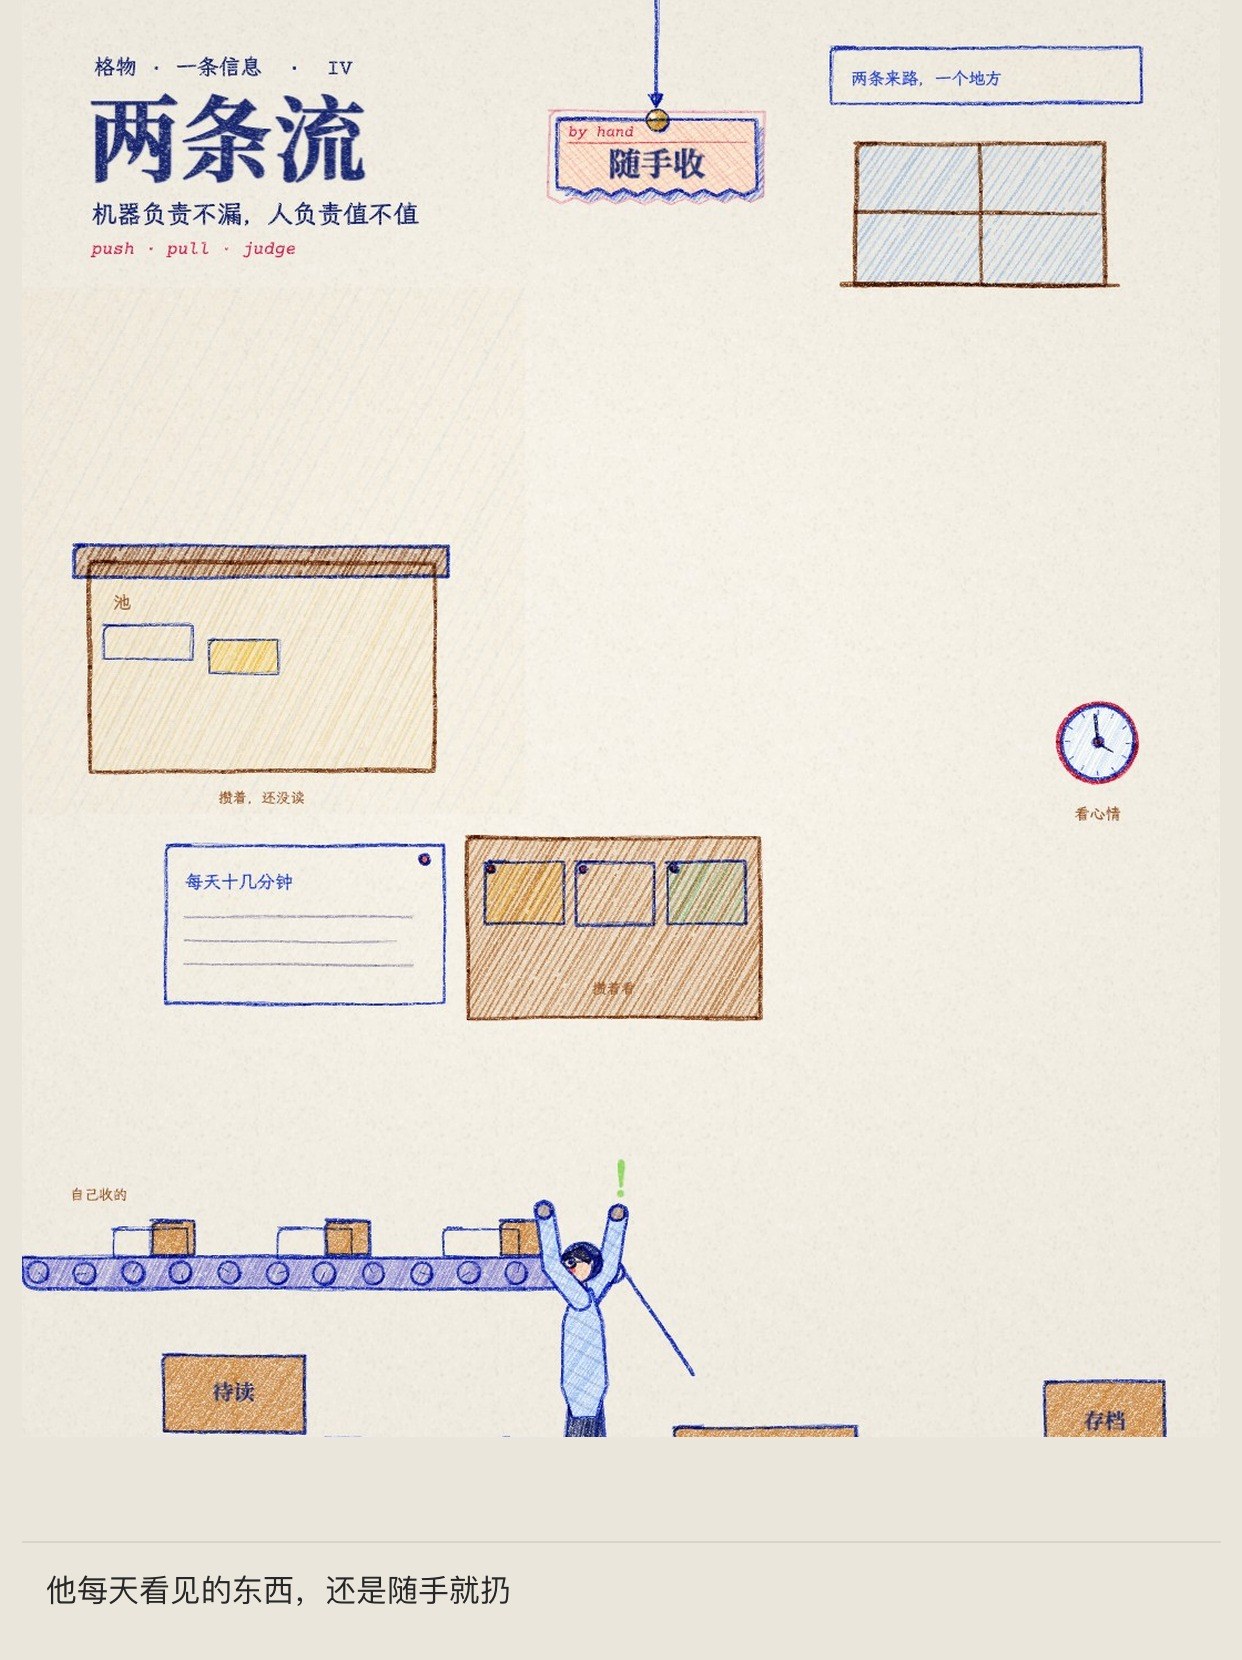 格物 · 一条信息 · IV
两条流
机器负责不漏，人负责值不值
push · pull · judge
by hand
随手收
两条来路，一个地方
池
攒着，还没读
看心情
每天十几分钟
攒着看
自己收的
!
待读
存档
他每天看见的东西，还是随手就扔